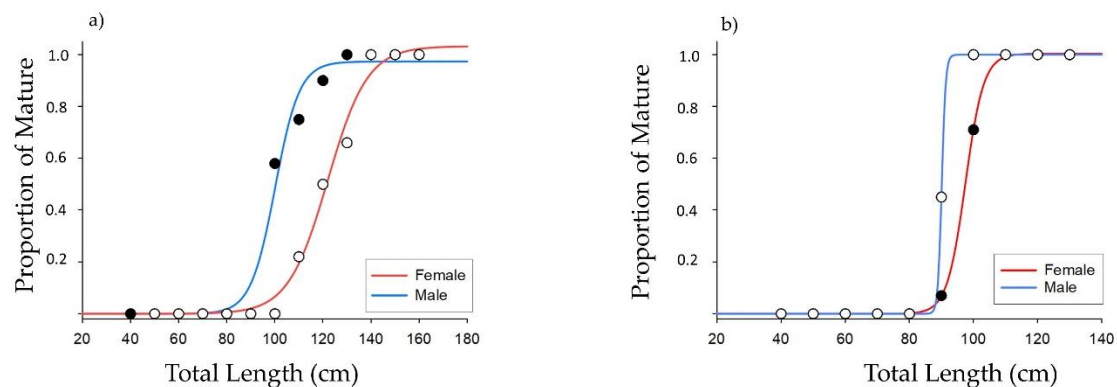 a)
Proportion of Mature
1.0
0.8
0.6
0.4
0.2
20 40 60 80 100 120 140 160 180
Total Length (cm)
Female
Male
b)
Proportion of Mature
1.0
0.8
0.6
0.4
0.2
20 40 60 80 100 120 140
Total Length (cm)
Female
Male